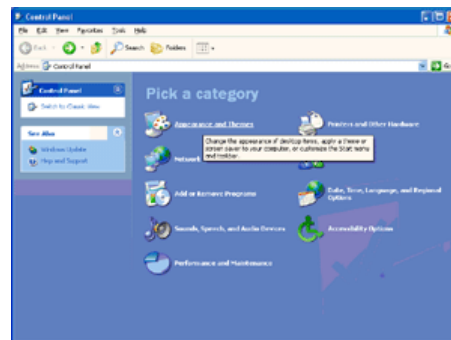 Control Panel
File Edit View Favorites Tools Help
Back Search Folders
Address Control Panel Go
Control Panel
Switch to Classic View
See Also
Windows Update
Help and Support
Pick a category
Appearance and Themes
Printers and Other Hardware
Change the appearance of desktop items, apply a theme or
screen saver to your computer, or customize the Start menu
and taskbar.
Network
Add or Remove Programs
Date, Time, Language, and Regional
Options
Sounds, Speech, and Audio Devices
Accessibility Options
Performance and Maintenance